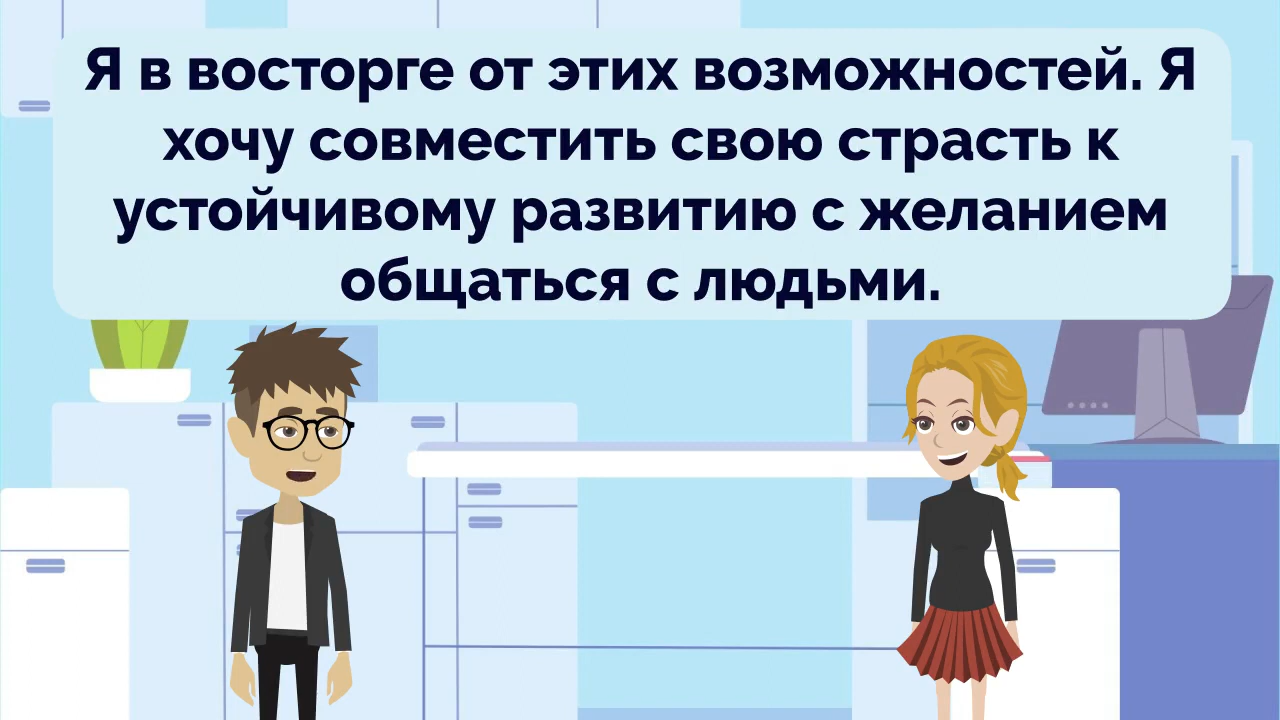 Я в восторге от этих возможностей. Я
хочу совместить свою страсть к
устойчивому развитию с желанием
общаться с людьми.